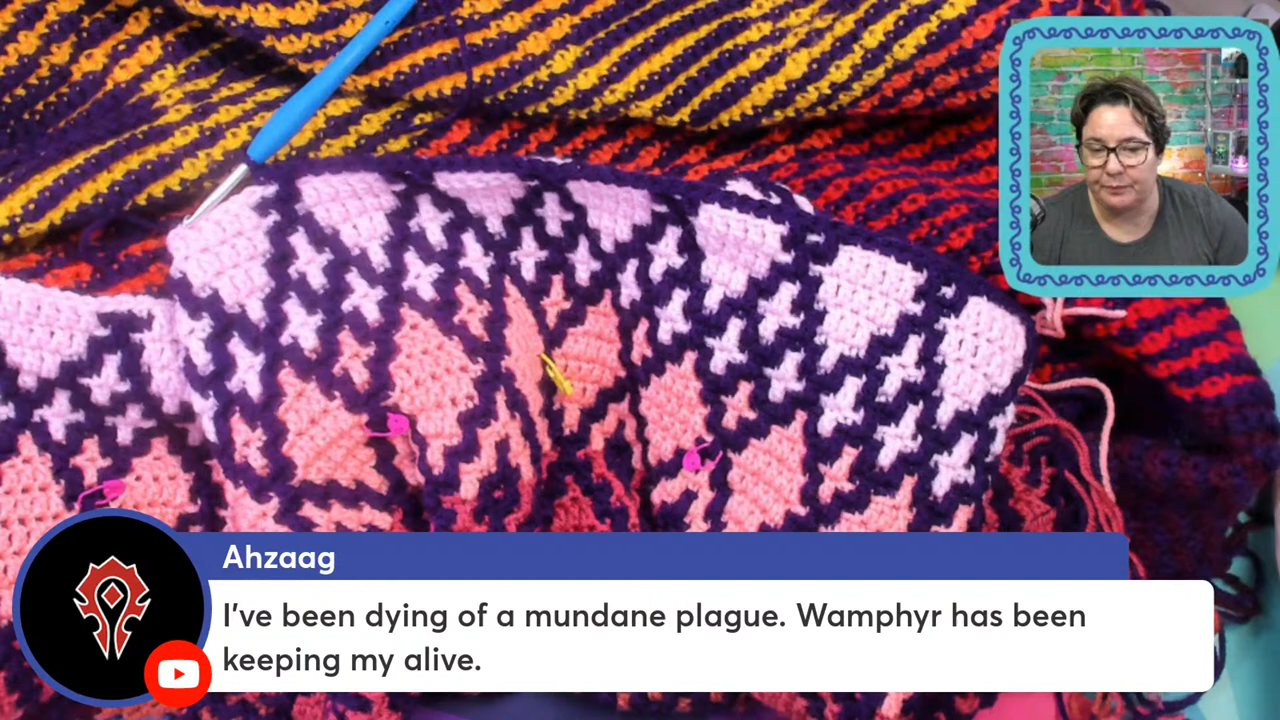 Ahzaag
I've been dying of a mundane plague. Wamphyr has been
keeping my alive.